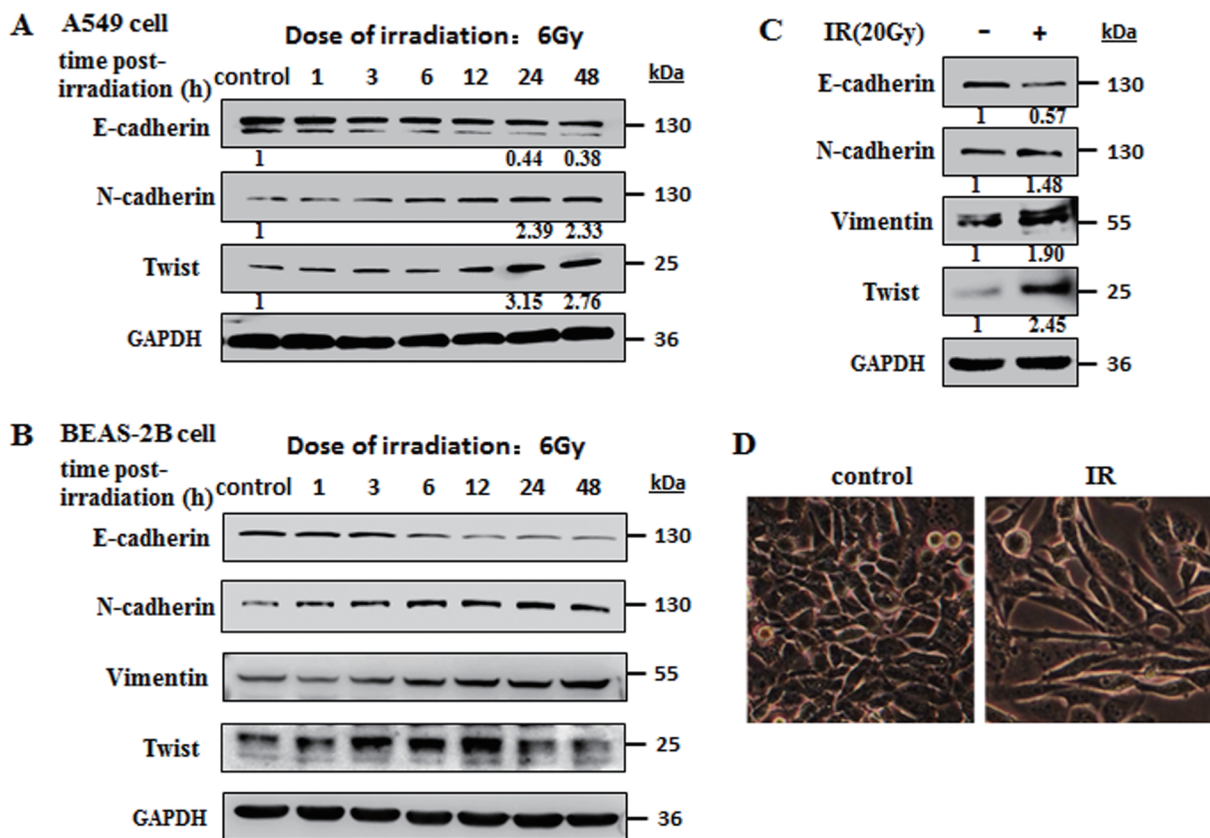 A A549 cell
Dose of irradiation: 6Gy
time post-
irradiation (h) control 1 3 6 12 24 48 kDa
E-cadherin 130
1 0.44 0.38
N-cadherin 130
1 2.39 2.33
Twist 25
1 3.15 2.76
GAPDH 36
B BEAS-2B cell
Dose of irradiation: 6Gy
time post-
irradiation (h) control 1 3 6 12 24 48 kDa
E-cadherin 130
N-cadherin 130
Vimentin 55
Twist 25
GAPDH 36
C IR(20Gy) - + kDa
E-cadherin 130
1 0.57
N-cadherin 130
1 1.48
Vimentin 55
1 1.90
Twist 25
1 2.45
GAPDH 36
D
control IR